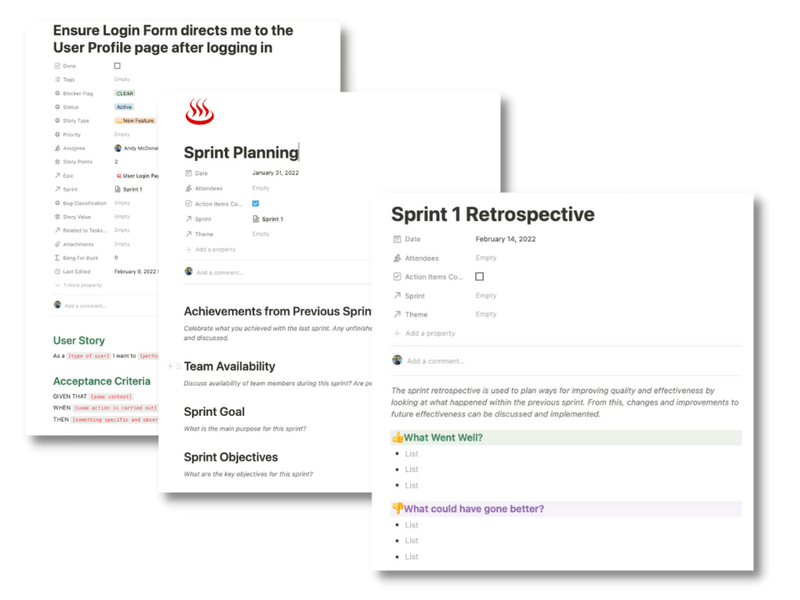 Ensure Login Form directs me to the
User Profile page after logging in
Done
Tags Empty
Blocker Flag CLEAR
Status Active
Story Type New Feature
Priority Empty
Assignee Andy McDonal
Story Points 2
Epic User Login Pag
Sprint Sprint 1
Bug Classification Empty
Story Value Empty
Related to Tasks... Empty
Attachments Empty
Bang For Buck 0
Last Edited February 9, 2022
1 more property
Add a comment...
User Story
As a [type of user] I want to [perfo
Acceptance Criteria
GIVEN THAT [some context]
WHEN [some action is carried out]
THEN [something specific and obser
Sprint Planning
Date January 31, 2022
Attendees Empty
Action Items Co...
Sprint Sprint 1
Theme Empty
Add a property
Add a comment...
Achievements from Previous Sprin
Celebrate what you achieved with the last sprint. Any unfinishe
and discussed.
Team Availability
Discuss availability of team members during this sprint? Are pe
Sprint Goal
What is the main purpose for this sprint?
Sprint Objectives
What are the key objectives for this sprint?
Sprint 1 Retrospective
Date February 14, 2022
Attendees Empty
Action Items Co...
Sprint Empty
Theme Empty
Add a property
Add a comment...
The sprint retrospective is used to plan ways for improving quality and effectiveness by
looking at what happened within the previous sprint. From this, changes and improvements to
future effectiveness can be discussed and implemented.
👍What Went Well?
• List
• List
• List
👎What could have gone better?
• List
• List
• List